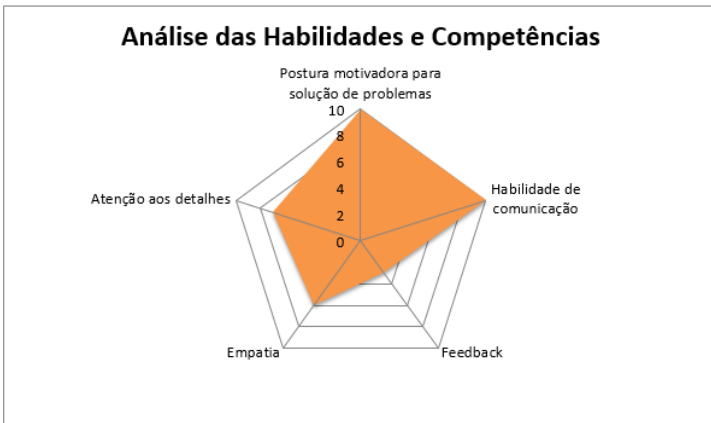 Análise das Habilidades e Competências
Postura motivadora para
solução de problemas
10
8
6
4
2
0
Habilidade de
comunicação
Atenção aos detalhes
Empatia
Feedback